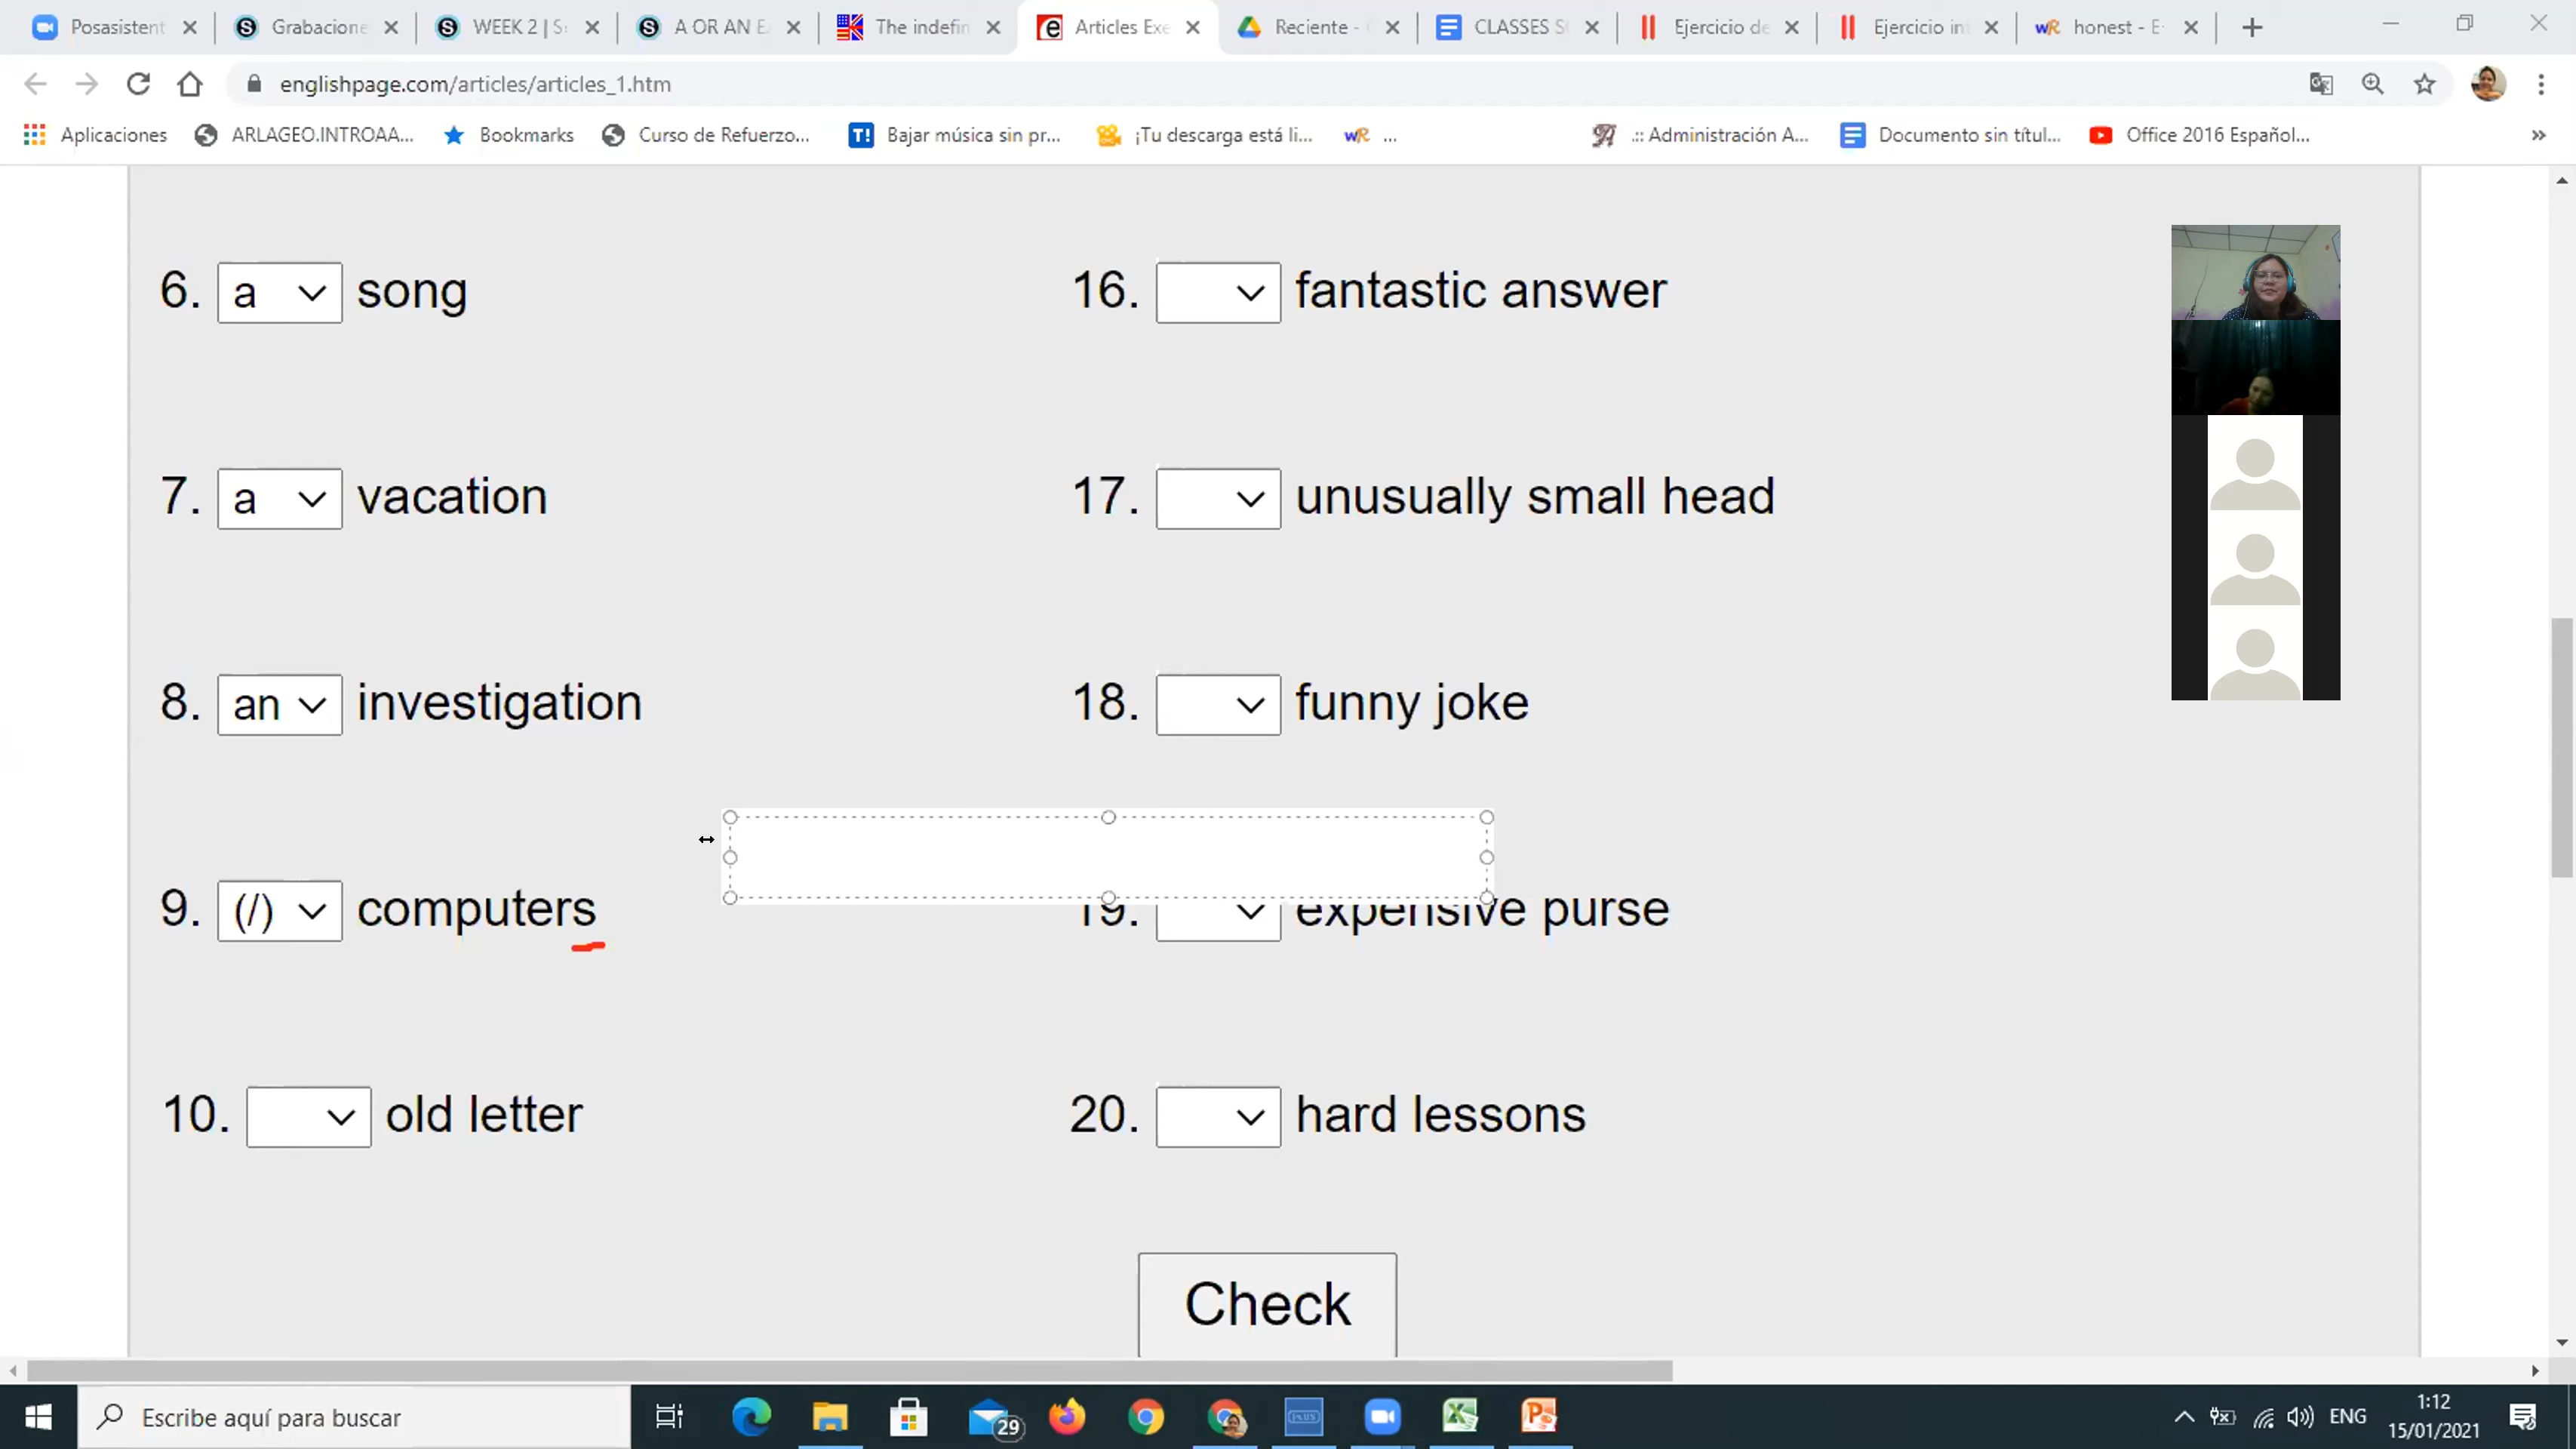 Posasistent
Grabacione
WEEK 2 | S
A OR AN E
The indefin
Articles Exe
Reciente -
CLASSES S
Ejercicio de
Ejercicio int
honest - E
englishpage.com/articles/articles_1.htm
Aplicaciones
ARLAGEO.INTROAA...
Bookmarks
Curso de Refuerzo...
Bajar música sin pr...
¡Tu descarga está li...
...
.:: Administración A...
Documento sin títul...
Office 2016 Español...
»
6. a song
16. fantastic answer
7. a vacation
17. unusually small head
8. an investigation
18. funny joke
9. (/) computers
19. expensive purse
10. old letter
20. hard lessons
Check
Escribe aquí para buscar
29
ENG
1:12
15/01/2021